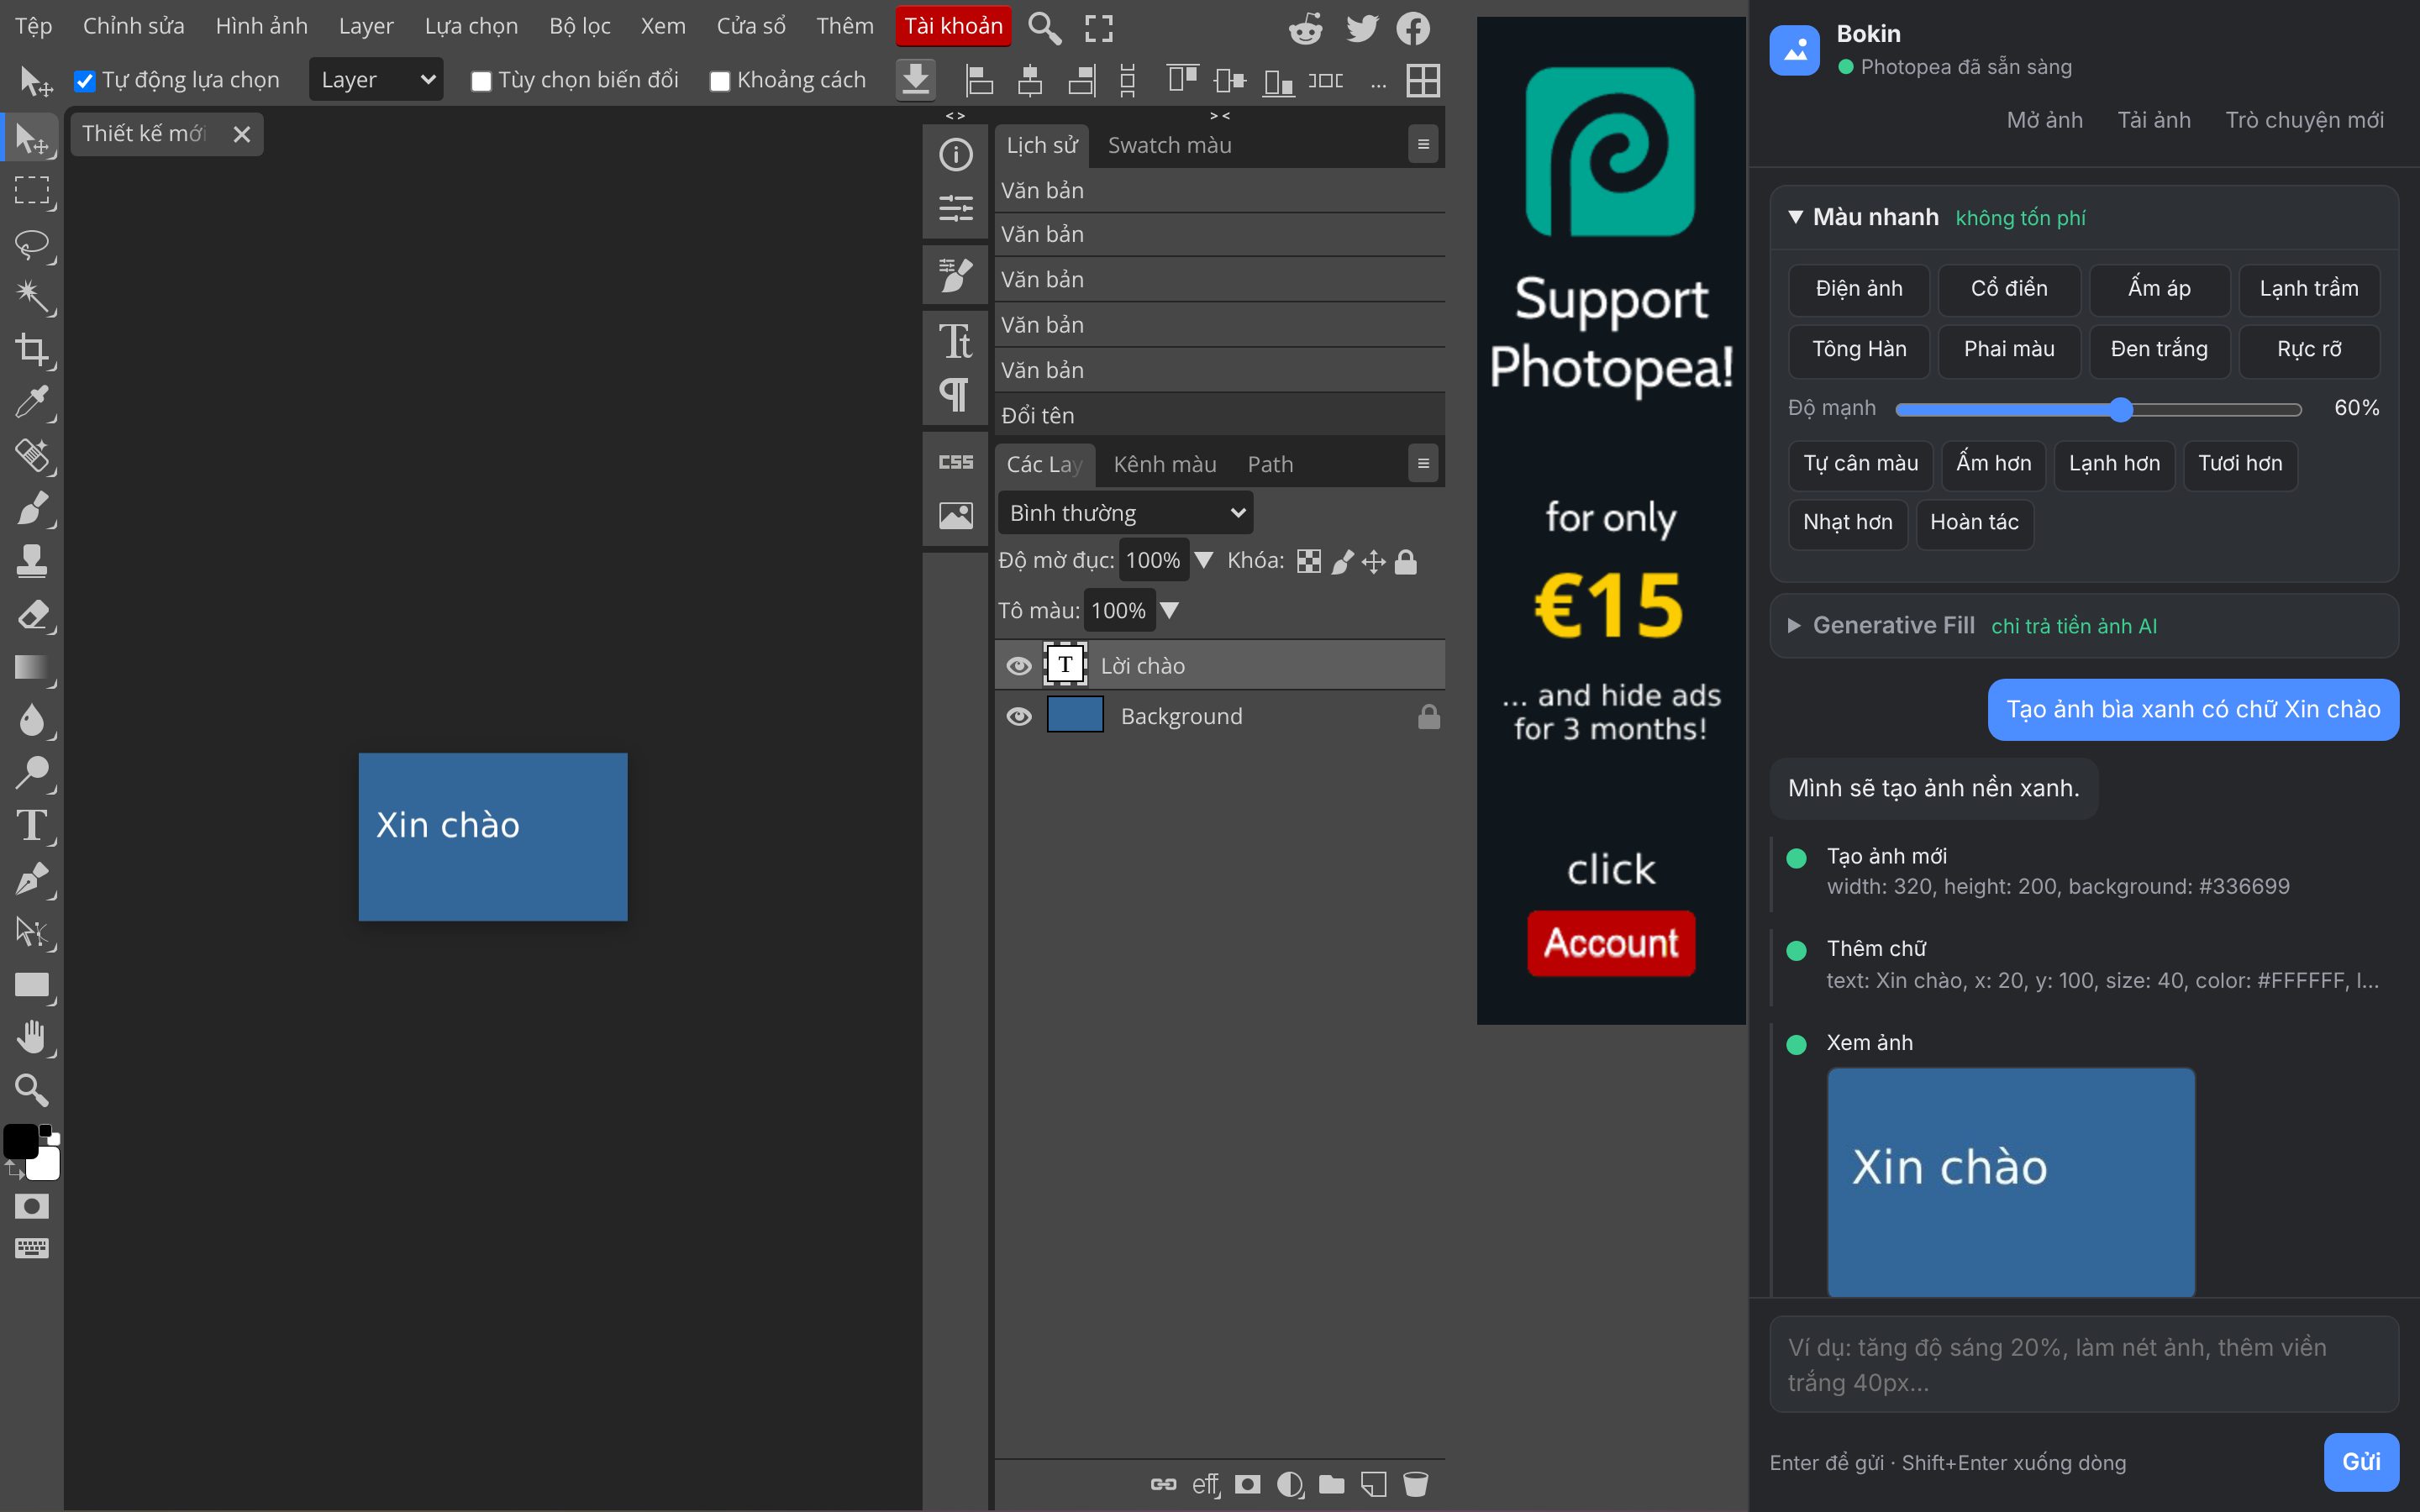 Tệp Chỉnh sửa Hình ảnh Layer Lựa chọn Bộ lọc Xem Cửa sổ Thêm Tài khoản
Tự động lựa chọn Layer Tùy chọn biến đổi Khoảng cách ...
Thiết kế mới
< >
> <
Lịch sử Swatch màu
Văn bản
Văn bản
Văn bản
Văn bản
Văn bản
Đổi tên
CSS
Các Lay Kênh màu Path
Bình thường
Độ mờ đục: 100% Khóa:
Tô màu: 100%
T Lời chào
Background
eff
Xin chào
Support
Photopea!
for only
€15
... and hide ads
for 3 months!
click
Account
Bokin
Photopea đã sẵn sàng
Mở ảnh Tải ảnh Trò chuyện mới
Màu nhanh không tốn phí
Điện ảnh Cổ điển Ấm áp Lạnh trầm
Tông Hàn Phai màu Đen trắng Rực rỡ
Độ mạnh 60%
Tự cân màu Ấm hơn Lạnh hơn Tươi hơn
Nhạt hơn Hoàn tác
Generative Fill chỉ trả tiền ảnh AI
Tạo ảnh bìa xanh có chữ Xin chào
Mình sẽ tạo ảnh nền xanh.
Tạo ảnh mới
width: 320, height: 200, background: #336699
Thêm chữ
text: Xin chào, x: 20, y: 100, size: 40, color: #FFFFFF, l...
Xem ảnh
Xin chào
Ví dụ: tăng độ sáng 20%, làm nét ảnh, thêm viền
trắng 40px...
Enter để gửi · Shift+Enter xuống dòng
Gửi